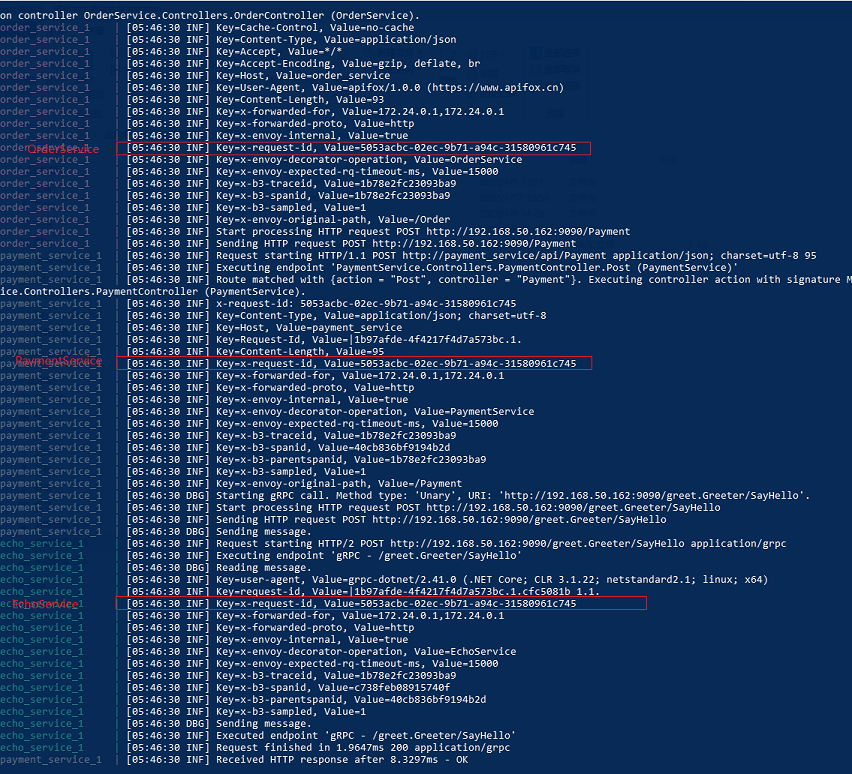 on controller OrderService.Controllers.OrderController (OrderService).
order_service_1 | [05:46:30 INF] Key=Cache-Control, Value=no-cache
order_service_1 | [05:46:30 INF] Key=Content-Type, Value=application/json
order_service_1 | [05:46:30 INF] Key=Accept, Value=*/*
order_service_1 | [05:46:30 INF] Key=Accept-Encoding, Value=gzip, deflate, br
order_service_1 | [05:46:30 INF] Key=Host, Value=order_service
order_service_1 | [05:46:30 INF] Key=User-Agent, Value=apifox/1.0.0 (https://www.apifox.cn)
order_service_1 | [05:46:30 INF] Key=Content-Length, Value=93
order_service_1 | [05:46:30 INF] Key=x-forwarded-for, Value=172.24.0.1,172.24.0.1
order_service_1 | [05:46:30 INF] Key=x-forwarded-proto, Value=http
order_service_1 | [05:46:30 INF] Key=x-envoy-internal, Value=true
OrderService | [05:46:30 INF] Key=x-request-id, Value=5053acbc-02ec-9b71-a94c-31580961c745
order_service_1 | [05:46:30 INF] Key=x-envoy-decorator-operation, Value=OrderService
order_service_1 | [05:46:30 INF] Key=x-envoy-expected-rq-timeout-ms, Value=15000
order_service_1 | [05:46:30 INF] Key=x-b3-traceid, Value=1b78e2fc23093ba9
order_service_1 | [05:46:30 INF] Key=x-b3-spanid, Value=1b78e2fc23093ba9
order_service_1 | [05:46:30 INF] Key=x-b3-sampled, Value=1
order_service_1 | [05:46:30 INF] Key=x-envoy-original-path, Value=/Order
order_service_1 | [05:46:30 INF] Start processing HTTP request POST http://192.168.50.162:9090/Payment
order_service_1 | [05:46:30 INF] Sending HTTP request POST http://192.168.50.162:9090/Payment
payment_service_1 | [05:46:30 INF] Request starting HTTP/1.1 POST http://payment_service/api/Payment application/json; charset=utf-8 95
payment_service_1 | [05:46:30 INF] Executing endpoint 'PaymentService.Controllers.PaymentController.Post (PaymentService)'
payment_service_1 | [05:46:30 INF] Route matched with {action = "Post", controller = "Payment"}. Executing controller action with signature M
ice.Controllers.PaymentController (PaymentService).
payment_service_1 | [05:46:30 INF] x-request-id: 5053acbc-02ec-9b71-a94c-31580961c745
payment_service_1 | [05:46:30 INF] Key=Content-Type, Value=application/json; charset=utf-8
payment_service_1 | [05:46:30 INF] Key=Host, Value=payment_service
payment_service_1 | [05:46:30 INF] Key=Request-Id, Value=|1b97afde-4f4217f4d7a573bc.1.
payment_service_1 | [05:46:30 INF] Key=Content-Length, Value=95
PaymentService | [05:46:30 INF] Key=x-request-id, Value=5053acbc-02ec-9b71-a94c-31580961c745
payment_service_1 | [05:46:30 INF] Key=x-forwarded-for, Value=172.24.0.1,172.24.0.1
payment_service_1 | [05:46:30 INF] Key=x-forwarded-proto, Value=http
payment_service_1 | [05:46:30 INF] Key=x-envoy-internal, Value=true
payment_service_1 | [05:46:30 INF] Key=x-envoy-decorator-operation, Value=PaymentService
payment_service_1 | [05:46:30 INF] Key=x-envoy-expected-rq-timeout-ms, Value=15000
payment_service_1 | [05:46:30 INF] Key=x-b3-traceid, Value=1b78e2fc23093ba9
payment_service_1 | [05:46:30 INF] Key=x-b3-spanid, Value=40cb836bf9194b2d
payment_service_1 | [05:46:30 INF] Key=x-b3-parentspanid, Value=1b78e2fc23093ba9
payment_service_1 | [05:46:30 INF] Key=x-b3-sampled, Value=1
payment_service_1 | [05:46:30 INF] Key=x-envoy-original-path, Value=/Payment
payment_service_1 | [05:46:30 DBG] Starting gRPC call. Method type: 'Unary', URI: 'http://192.168.50.162:9090/greet.Greeter/SayHello'.
payment_service_1 | [05:46:30 INF] Start processing HTTP request POST http://192.168.50.162:9090/greet.Greeter/SayHello
payment_service_1 | [05:46:30 INF] Sending HTTP request POST http://192.168.50.162:9090/greet.Greeter/SayHello
payment_service_1 | [05:46:30 DBG] Sending message.
echo_service_1 | [05:46:30 INF] Request starting HTTP/2 POST http://192.168.50.162:9090/greet.Greeter/SayHello application/grpc
echo_service_1 | [05:46:30 INF] Executing endpoint 'gRPC - /greet.Greeter/SayHello'
echo_service_1 | [05:46:30 DBG] Reading message.
echo_service_1 | [05:46:30 INF] Key=user-agent, Value=grpc-dotnet/2.41.0 (.NET Core; CLR 3.1.22; netstandard2.1; linux; x64)
echo_service_1 | [05:46:30 INF] Key=request-id, Value=|1b97afde-4f4217f4d7a573bc.1.cfc5081b_1.1.
EchoService | [05:46:30 INF] Key=x-request-id, Value=5053acbc-02ec-9b71-a94c-31580961c745
echo_service_1 | [05:46:30 INF] Key=x-forwarded-for, Value=172.24.0.1,172.24.0.1
echo_service_1 | [05:46:30 INF] Key=x-forwarded-proto, Value=http
echo_service_1 | [05:46:30 INF] Key=x-envoy-internal, Value=true
echo_service_1 | [05:46:30 INF] Key=x-envoy-decorator-operation, Value=EchoService
echo_service_1 | [05:46:30 INF] Key=x-envoy-expected-rq-timeout-ms, Value=15000
echo_service_1 | [05:46:30 INF] Key=x-b3-traceid, Value=1b78e2fc23093ba9
echo_service_1 | [05:46:30 INF] Key=x-b3-spanid, Value=c738feb08915740f
echo_service_1 | [05:46:30 INF] Key=x-b3-parentspanid, Value=40cb836bf9194b2d
echo_service_1 | [05:46:30 INF] Key=x-b3-sampled, Value=1
echo_service_1 | [05:46:30 DBG] Sending message.
echo_service_1 | [05:46:30 INF] Executed endpoint 'gRPC - /greet.Greeter/SayHello'
echo_service_1 | [05:46:30 INF] Request finished in 1.9647ms 200 application/grpc
payment_service_1 | [05:46:30 INF] Received HTTP response after 8.3297ms - OK